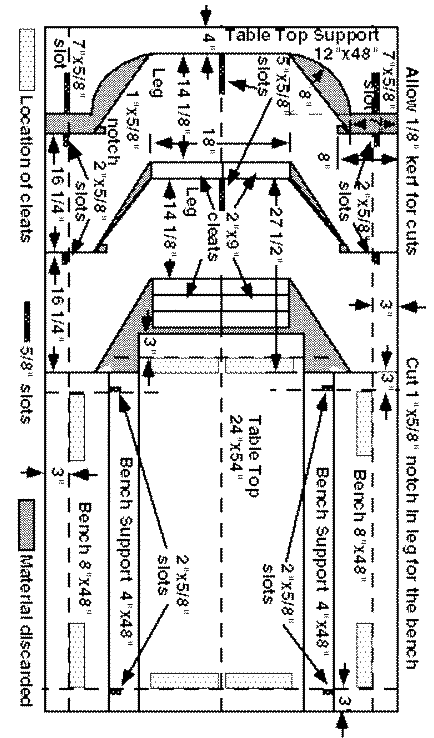 Allow 1/8" kerf for cuts
Cut 1"x5/8" notch in leg for the bench
Table Top Support
12"x48"
4"
7"x5/8"
slot
7"x5/8"
slot
5"x5/8"
slots
8"
2"
8"
Leg
14 1/8"
1"x5/8"
notch
18"
2"x5/8"
slots
2"x5/8"
slots
16 1/4"
16 1/4"
Leg
14 1/8"
2"x9"
cleats
27 1/2"
3"
3"
3"
Table Top
24"x54"
Bench Support 4"x48"
Bench 8"x48"
Bench Support 4"x48"
Bench 8"x48"
2"x5/8"
slots
2"x5/8"
slots
3"
3"
Location of cleats
5/8" slots
Material discarded